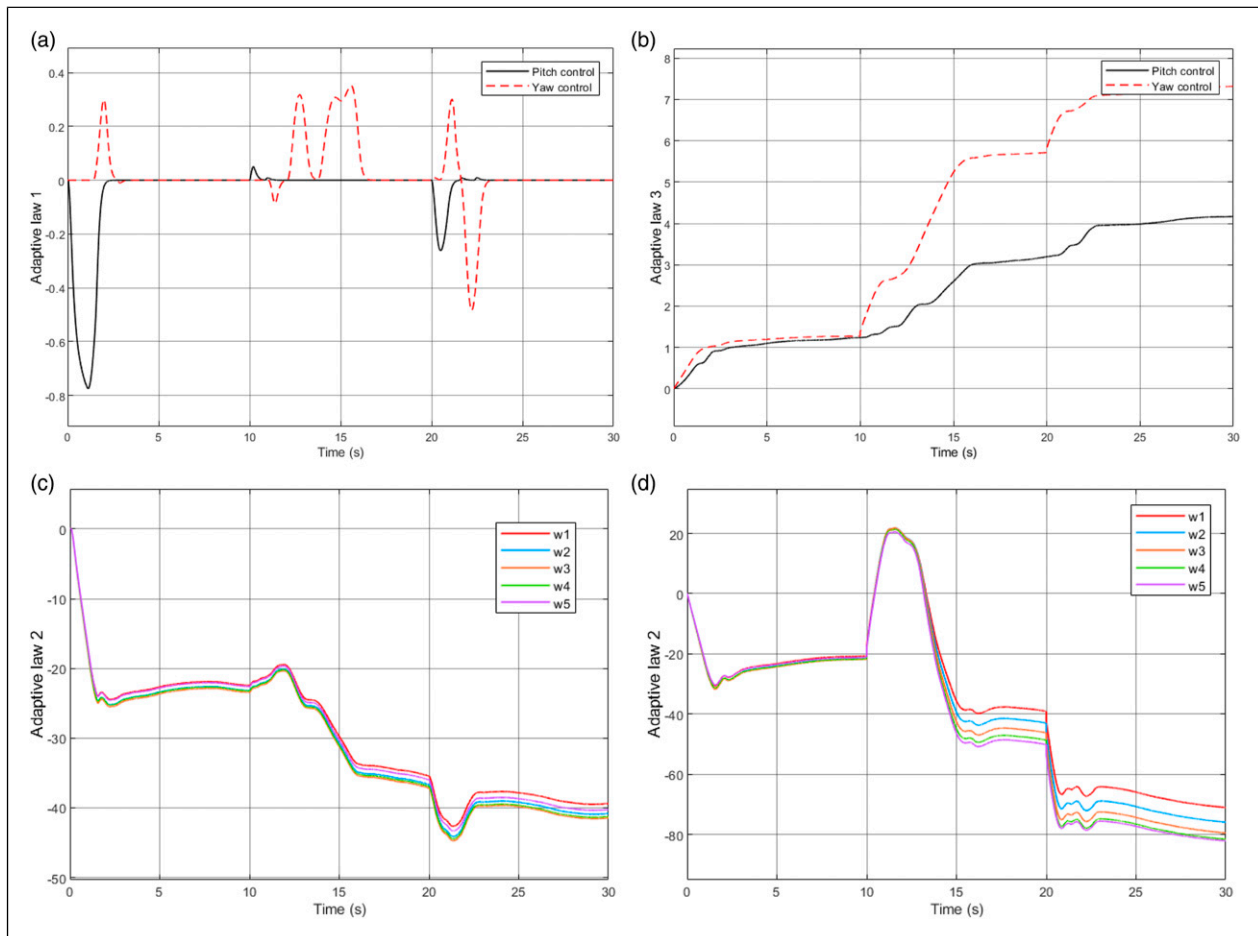 (a)
0.4
0.2
0
-0.2
-0.4
-0.6
-0.8
Adaptive law 1
Pitch control
Yaw control
0 5 10 15 20 25 30
Time (s)
(b)
8
7
6
5
4
3
2
1
0
Adaptive law 3
Pitch control
Yaw control
0 5 10 15 20 25 30
Time (s)
(c)
0
-10
-20
-30
-40
-50
Adaptive law 2
w1
w2
w3
w4
w5
0 5 10 15 20 25 30
Time (s)
(d)
20
0
-20
-40
-60
-80
Adaptive law 2
w1
w2
w3
w4
w5
0 5 10 15 20 25 30
Time (s)